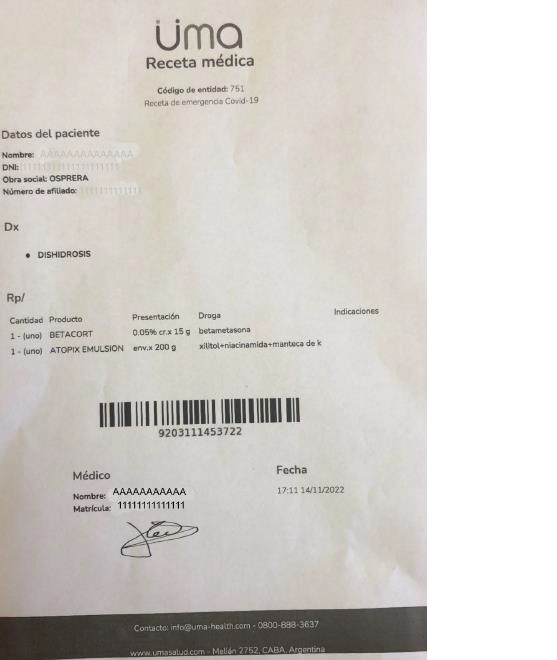 üma
Receta médica
Código de entidad: 751
Receta de emergencia Covid-19
Datos del paciente
Nombre: AAAAAAAAAAAAAA
DNI:
Obra social: OSPRERA
Número de afiliado:
Dx
• DISHIDROSIS
Rp/
Cantidad Producto Presentación Droga Indicaciones
1 - (uno) BETACORT 0.05% cr.x 15 g betametasona
1 - (uno) ATOPIX EMULSION env.x 200 g xilitol+niacinamida+manteca de k
9203111453722
Médico Fecha
Nombre: AAAAAAAAAAA 17:11 14/11/2022
Matrícula: 11111111111111
Contacto: info@uma-health.com - 0800-888-3637
www.umasalud.com - Melián 2752, CABA, Argentina